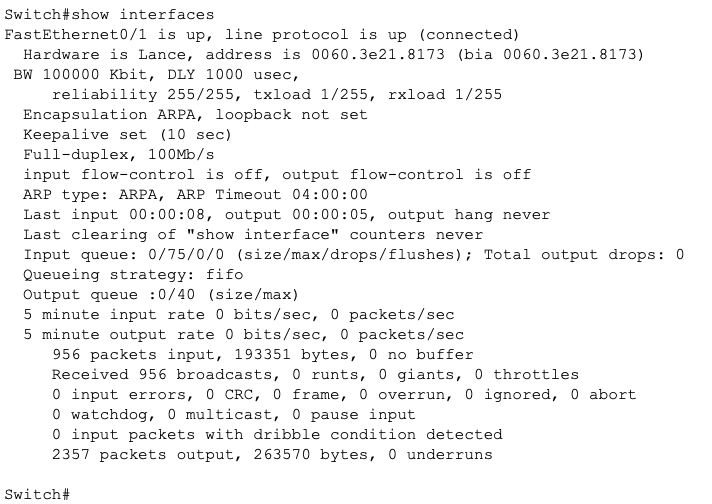 Switch#show interfaces
FastEthernet0/1 is up, line protocol is up (connected)
Hardware is Lance, address is 0060.3e21.8173 (bia 0060.3e21.8173)
BW 100000 Kbit, DLY 1000 usec,
reliability 255/255, txload 1/255, rxload 1/255
Encapsulation ARPA, loopback not set
Keepalive set (10 sec)
Full-duplex, 100Mb/s
input flow-control is off, output flow-control is off
ARP type: ARPA, ARP Timeout 04:00:00
Last input 00:00:08, output 00:00:05, output hang never
Last clearing of "show interface" counters never
Input queue: 0/75/0/0 (size/max/drops/flushes); Total output drops: 0
Queueing strategy: fifo
Output queue :0/40 (size/max)
5 minute input rate 0 bits/sec, 0 packets/sec
5 minute output rate 0 bits/sec, 0 packets/sec
956 packets input, 193351 bytes, 0 no buffer
Received 956 broadcasts, 0 runts, 0 giants, 0 throttles
0 input errors, 0 CRC, 0 frame, 0 overrun, 0 ignored, 0 abort
0 watchdog, 0 multicast, 0 pause input
0 input packets with dribble condition detected
2357 packets output, 263570 bytes, 0 underruns
Switch#